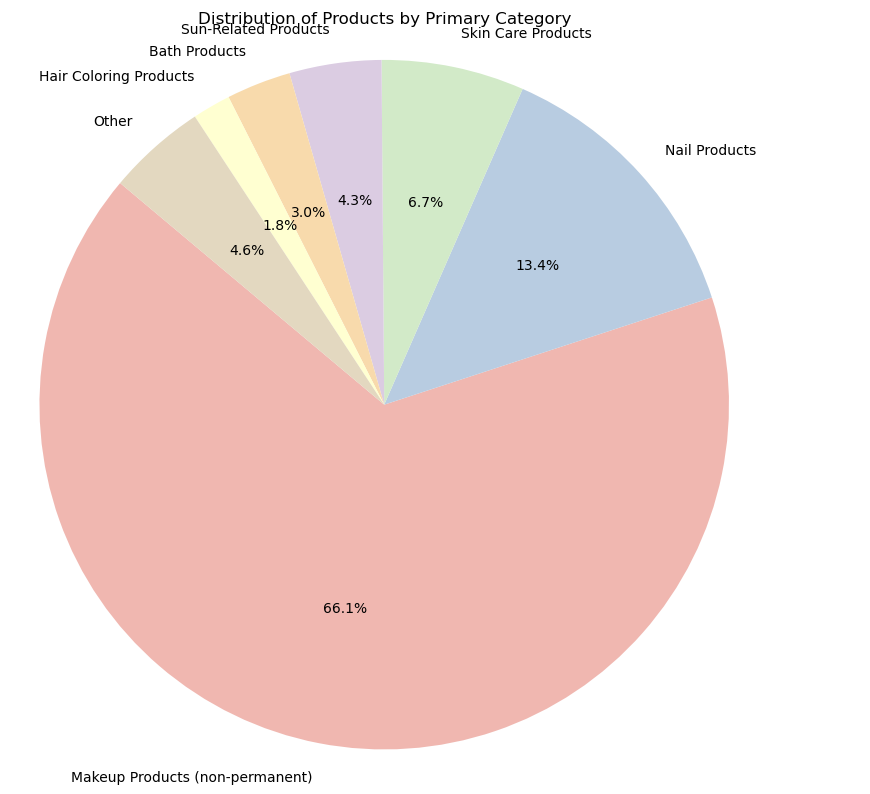 Distribution of Products by Primary Category
Sun-Related Products
Skin Care Products
Bath Products
Hair Coloring Products
Other
Nail Products
4.3%
6.7%
3.0%
1.8%
4.6%
13.4%
66.1%
Makeup Products (non-permanent)